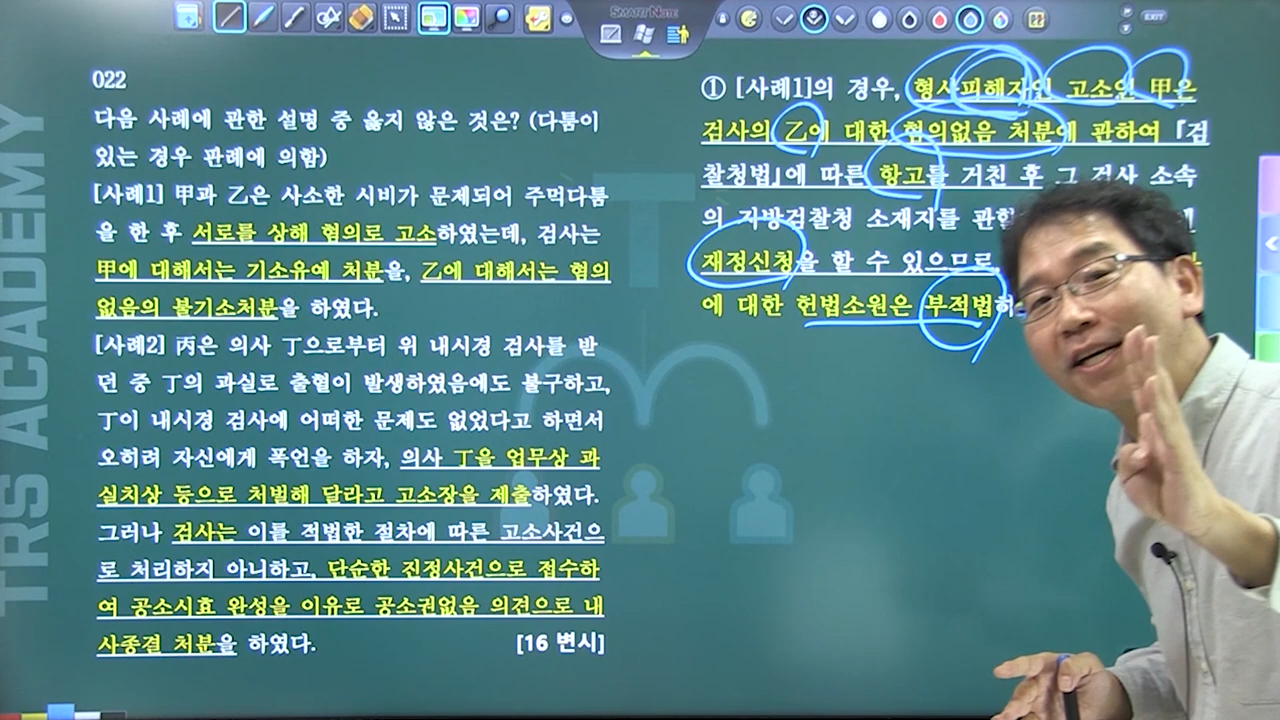 SMART NOTE
EXIT
TRS ACADEMY
022
다음 사례에 관한 설명 중 옳지 않은 것은? (다툼이
있는 경우 판례에 의함)
[사례1] 甲과 乙은 사소한 시비가 문제되어 주먹다툼
을 한 후 서로를 상해 혐의로 고소하였는데, 검사는
甲에 대해서는 기소유예 처분을, 乙에 대해서는 혐의
없음의 불기소처분을 하였다.
[사례2] 丙은 의사 丁으로부터 위 내시경 검사를 받
던 중 丁의 과실로 출혈이 발생하였음에도 불구하고,
丁이 내시경 검사에 어떠한 문제도 없었다고 하면서
오히려 자신에게 폭언을 하자, 의사 丁을 업무상 과
실치상 등으로 처벌해 달라고 고소장을 제출하였다.
그러나 검사는 이를 적법한 절차에 따른 고소사건으
로 처리하지 아니하고, 단순한 진정사건으로 접수하
여 공소시효 완성을 이유로 공소권없음 의견으로 내
사종결 처분을 하였다. [16 변시]
① [사례1]의 경우, 형사피해자인 고소인 甲은
검사의 乙에 대한 혐의없음 처분에 관하여 「검
찰청법」에 따른 항고를 거친 후 그 검사 소속
의 지방검찰청 소재지를 관할
재정신청을 할 수 있으므로,
에 대한 헌법소원은 부적법하